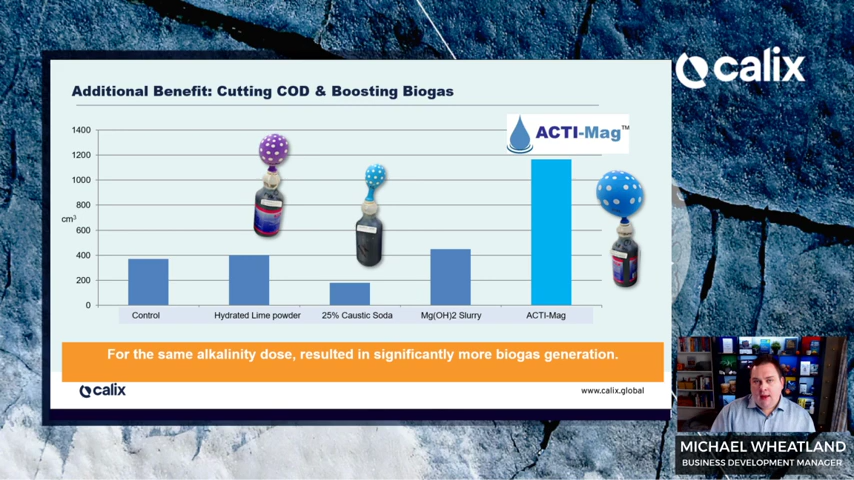 calix
Additional Benefit: Cutting COD & Boosting Biogas
ACTI-Mag™
1400
1200
1000
800
600
400
200
0
cm³
Control
Hydrated Lime powder
25% Caustic Soda
Mg(OH)2 Slurry
ACTI-Mag
For the same alkalinity dose, resulted in significantly more biogas generation.
calix
www.calix.global
MICHAEL WHEATLAND
BUSINESS DEVELOPMENT MANAGER